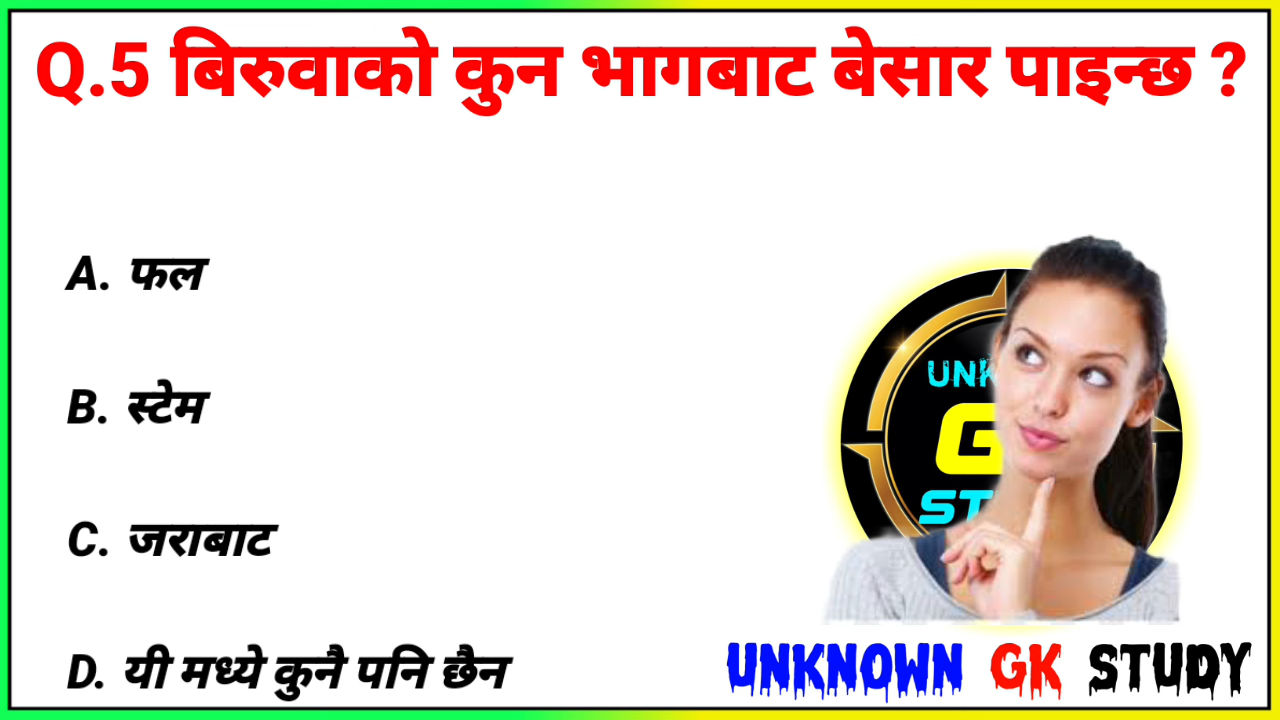 Q.5 बिरुवाको कुन भागबाट बेसार पाइन्छ ?
A. फल
B. स्टेम
C. जराबाट
D. यी मध्ये कुनै पनि छैन
UNKNOWN GK STUDY